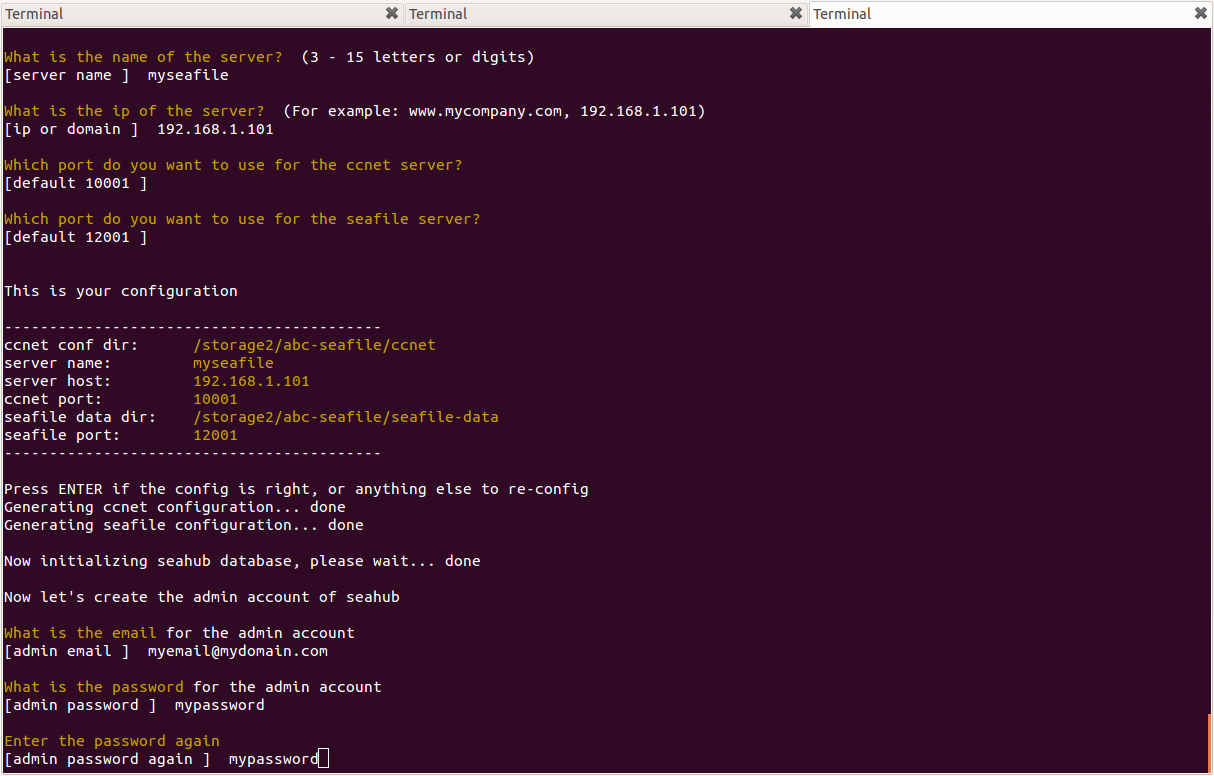 Terminal Terminal Terminal
What is the name of the server?  (3 - 15 letters or digits)
[server name ]  myseafile
What is the ip of the server?  (For example: www.mycompany.com, 192.168.1.101)
[ip or domain ]  192.168.1.101
Which port do you want to use for the ccnet server?
[default 10001 ]
Which port do you want to use for the seafile server?
[default 12001 ]
This is your configuration
------------------------------------------
ccnet conf dir:      /storage2/abc-seafile/ccnet
server name:         myseafile
server host:         192.168.1.101
ccnet port:          10001
seafile data dir:    /storage2/abc-seafile/seafile-data
seafile port:        12001
------------------------------------------
Press ENTER if the config is right, or anything else to re-config
Generating ccnet configuration... done
Generating seafile configuration... done
Now initializing seahub database, please wait... done
Now let's create the admin account of seahub
What is the email for the admin account
[admin email ]  myemail@mydomain.com
What is the password for the admin account
[admin password ]  mypassword
Enter the password again
[admin password again ]  mypassword